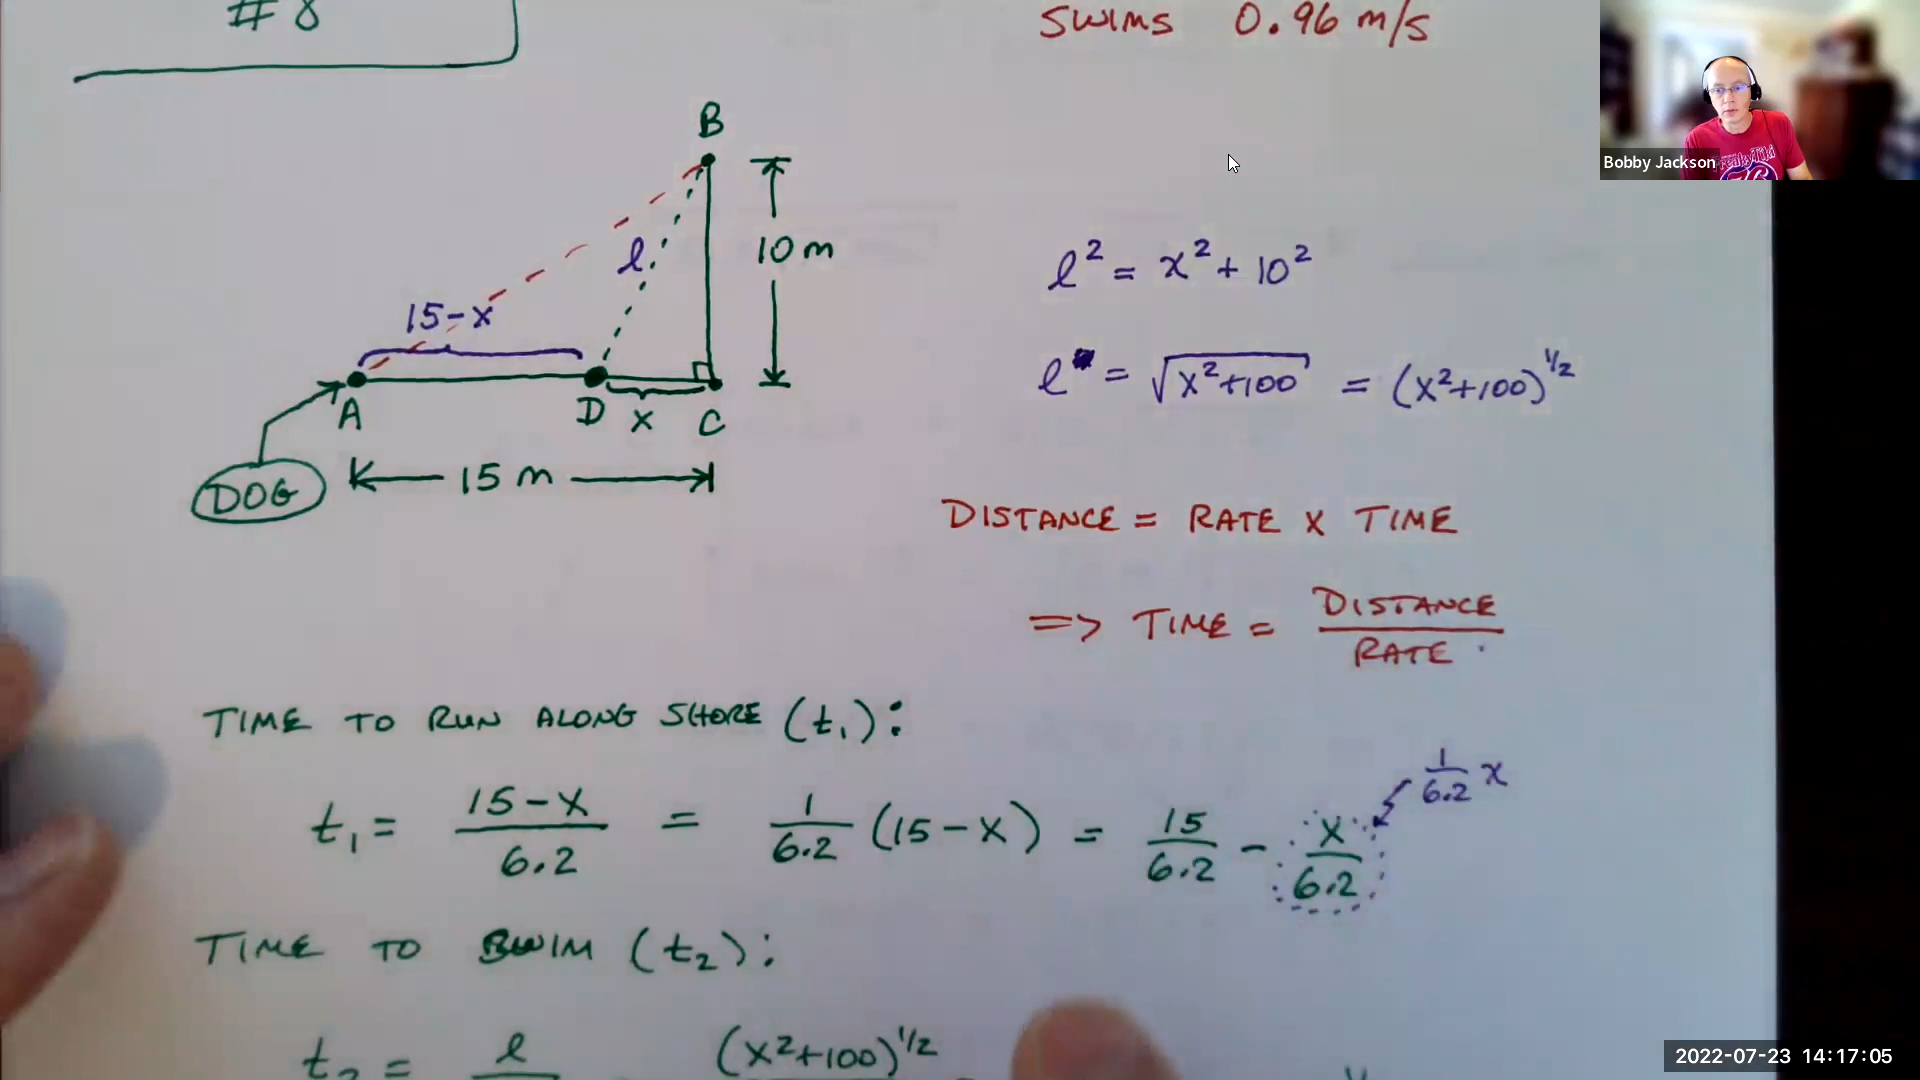 #8
SWIMS 0.96 m/s
B
l
10 m
15-x
A
D
x
C
DOG
15 m
l² = x² + 10²
l = √x²+100 = (x²+100)^1/2
DISTANCE = RATE x TIME
=> TIME = DISTANCE/RATE
TIME TO RUN ALONG SHORE (t₁):
t₁ = 15-x/6.2 = 1/6.2 (15-x) = 15/6.2 - x/6.2
1/6.2 x
TIME TO SWIM (t₂):
t₂ = l (x²+100)^1/2
Bobby Jackson
2022-07-23 14:17:05